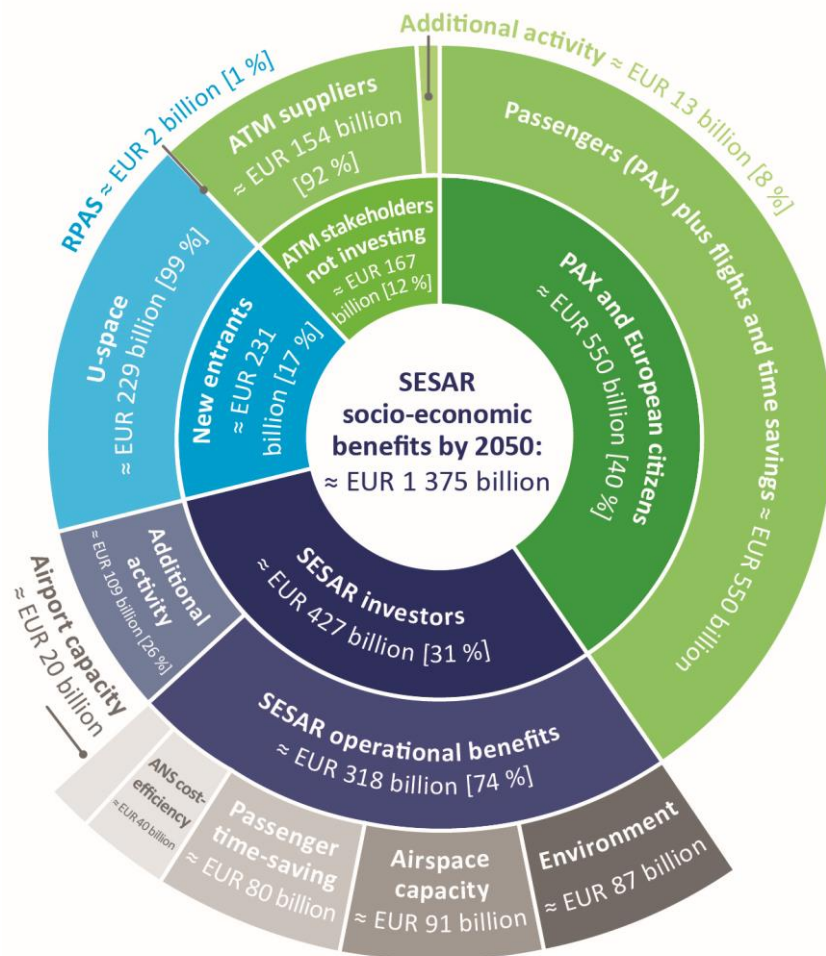 SESAR
socio-economic
benefits by 2050:
≈ EUR 1 375 billion
PAX and European citizens
≈ EUR 550 billion [40 %]
Passengers (PAX) plus flights and time savings ≈ EUR 550 billion
SESAR investors
≈ EUR 427 billion [31 %]
SESAR operational benefits
≈ EUR 318 billion [74 %]
Environment
≈ EUR 87 billion
Airspace
capacity
≈ EUR 91 billion
Passenger
time-saving
≈ EUR 80 billion
ANS cost-
efficiency
≈ EUR 40 billion
Airport capacity
≈ EUR 20 billion
Additional
activity
≈ EUR 109 billion [26 %]
New entrants
≈ EUR 231
billion [17 %]
U-space
≈ EUR 229 billion [99 %]
RPAS ≈ EUR 2 billion [1 %]
ATM stakeholders
not investing
≈ EUR 167
billion [12 %]
ATM suppliers
≈ EUR 154 billion
[92 %]
Additional activity ≈ EUR 13 billion [8 %]